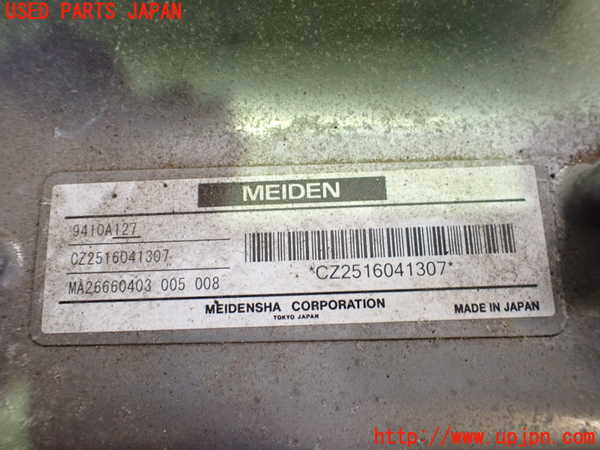 USED PARTS JAPAN
MEIDEN
9410A127
CZ2516041307
MA26660403 005 008
*CZ2516041307*
MEIDENSHA CORPORATION
TOKYO JAPAN
MADE IN JAPAN
http://www.upjpn.com/